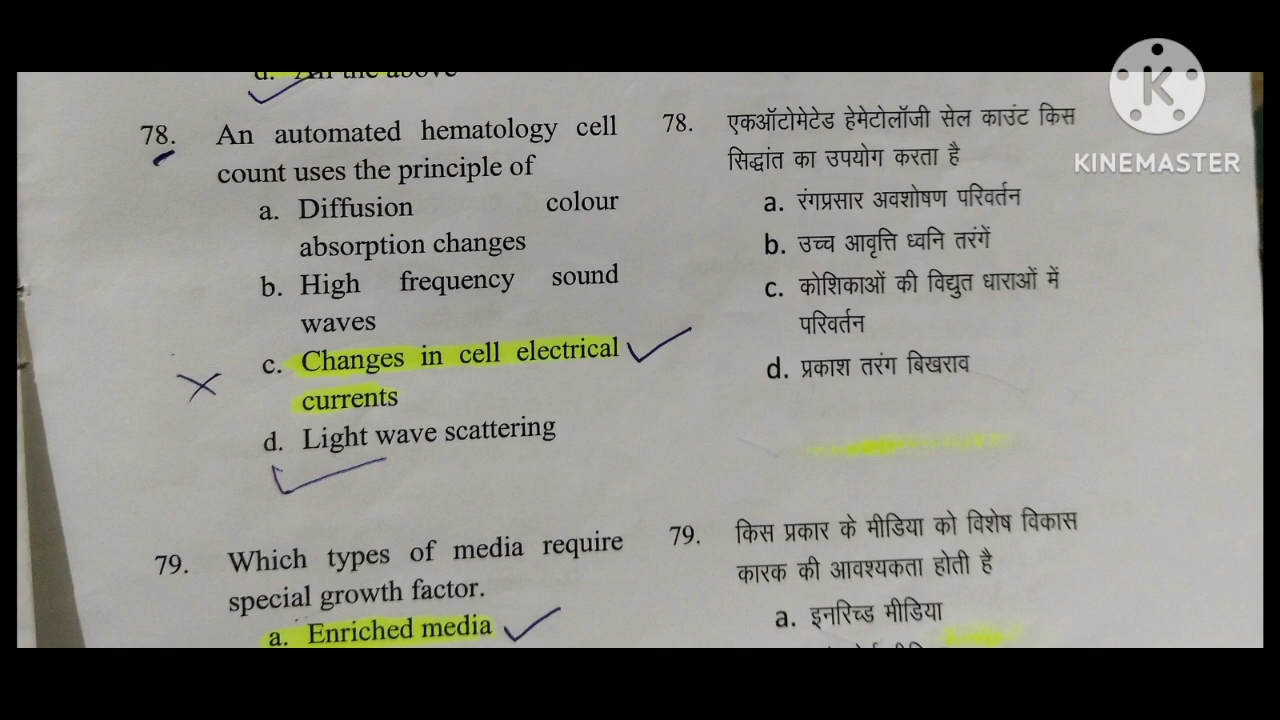 d. All the above
78. An automated hematology cell
count uses the principle of
a. Diffusion colour
absorption changes
b. High frequency sound
waves
c. Changes in cell electrical
currents
d. Light wave scattering
79. Which types of media require
special growth factor.
a. Enriched media
78. एकऑटोमेटेड हेमेटोलॉजी सेल काउंट किस
सिद्धांत का उपयोग करता है
a. रंगप्रसार अवशोषण परिवर्तन
b. उच्च आवृत्ति ध्वनि तरंगें
c. कोशिकाओं की विद्युत धाराओं में
परिवर्तन
d. प्रकाश तरंग बिखराव
79. किस प्रकार के मीडिया को विशेष विकास
कारक की आवश्यकता होती है
a. इनरिच्ड मीडिया
K
KINEMASTER